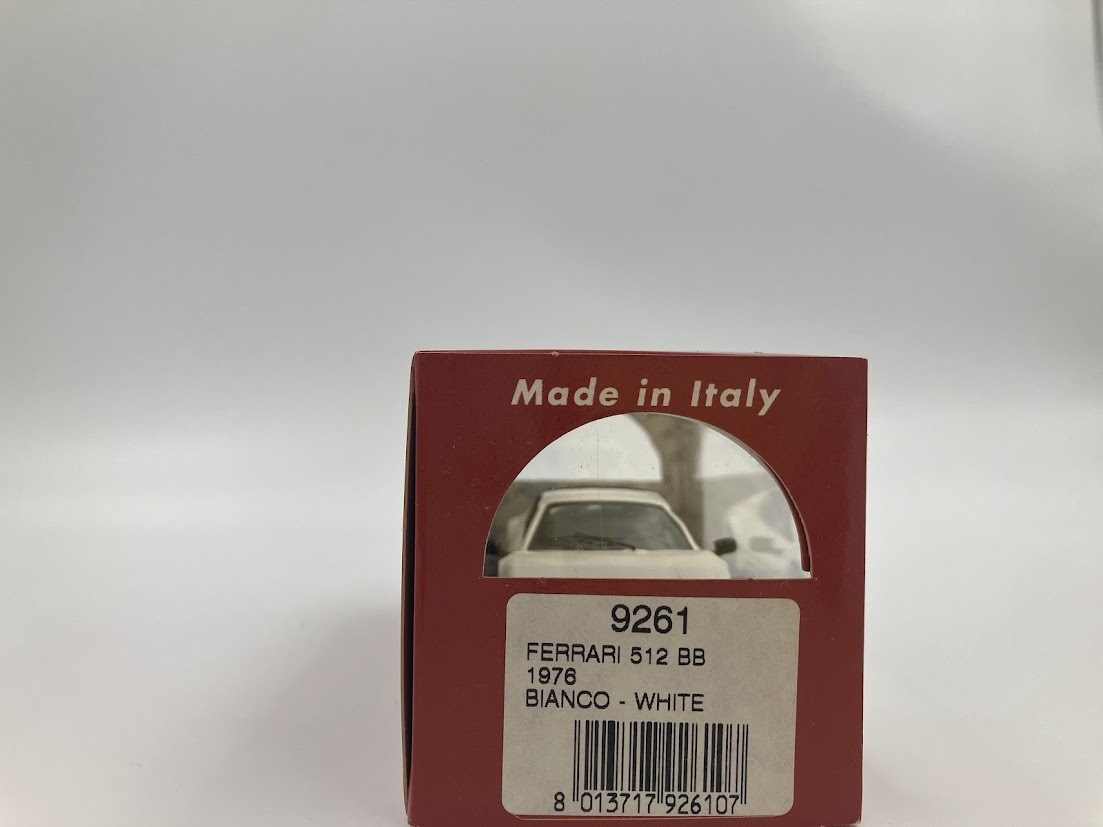 Made in Italy
9261
FERRARI 512 BB
1976
BIANCO - WHITE
8 013717 926107